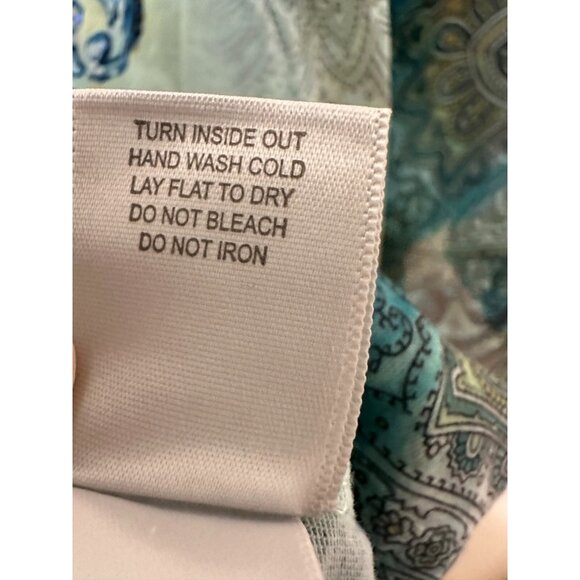 TURN INSIDE OUT
HAND WASH COLD
LAY FLAT TO DRY
DO NOT BLEACH
DO NOT IRON